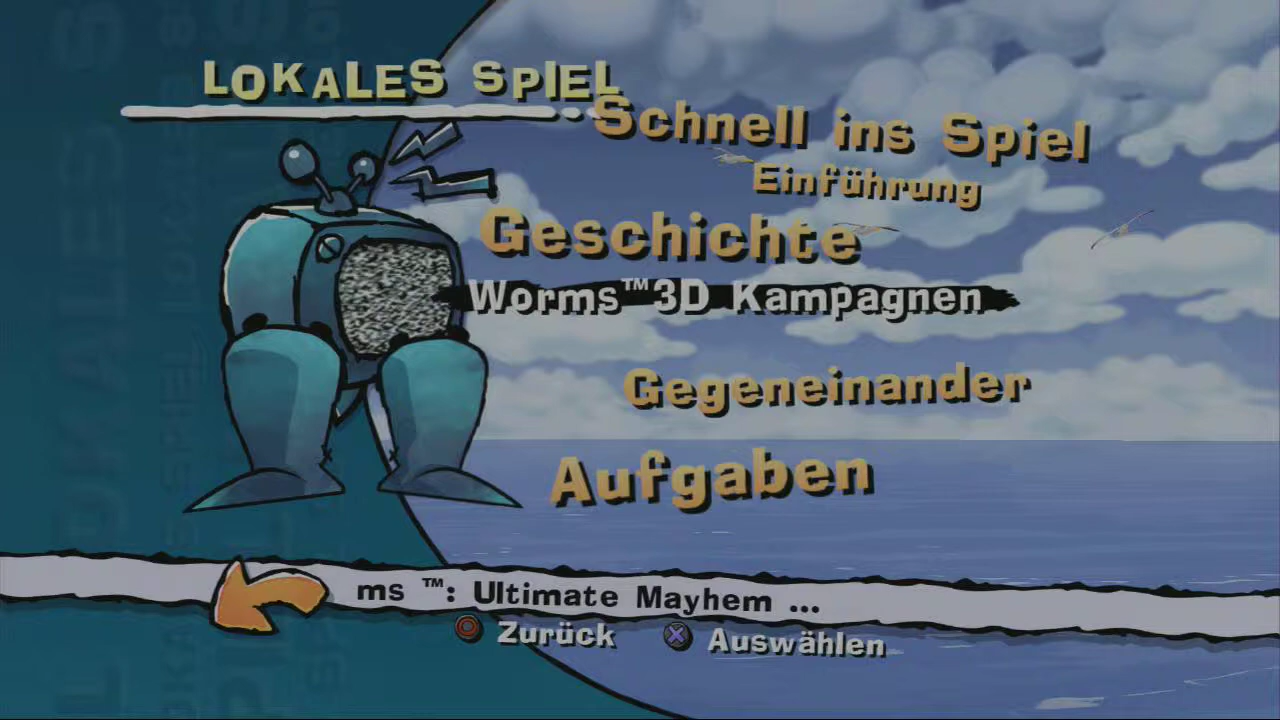 LOKALES SPIEL
Schnell ins Spiel
Einführung
Geschichte
Worms™3D Kampagnen
Gegeneinander
Aufgaben
ms ™: Ultimate Mayhem ...
Zurück
Auswählen